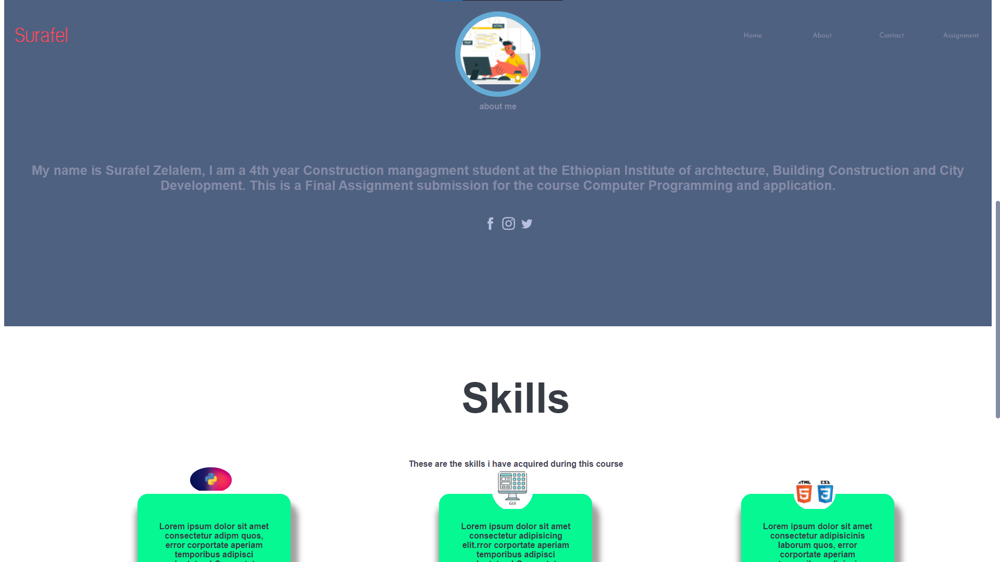 Surafel
Home About Contact Assignment
HTML
PHP
C++
about me
My name is Surafel Zelalem, I am a 4th year Construction mangagment student at the Ethiopian Institute of archtecture, Building Construction and City
Development. This is a Final Assignment submission for the course Computer Programming and application.
Skills
These are the skills i have acquired during this course
GUI
HTML CSS
5 3
Lorem ipsum dolor sit amet
consectetur adipm quos,
error corportate aperiam
temporibus adipisci
Lorem ipsum dolor sit amet
consectetur adipisicing
elit.rror corportate aperiam
temporibus adipisci
Lorem ipsum dolor sit amet
consectetur adipisicinis
laborum quos, error
corportate aperiam